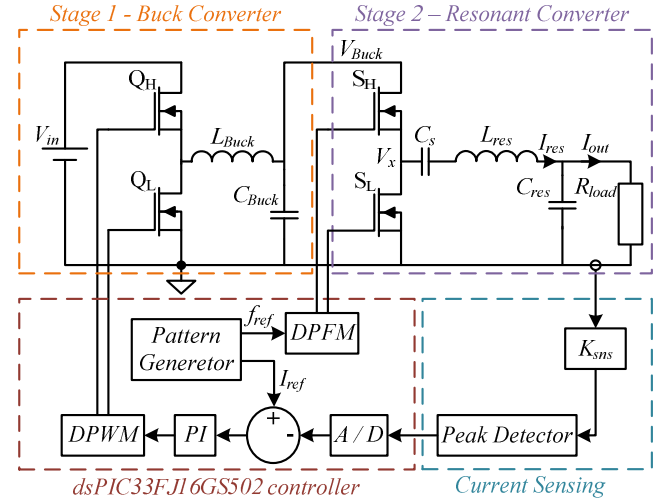 Stage 1 - Buck Converter
Stage 2 – Resonant Converter
V_Buck
Q_H
S_H
V_in
L_Buck
C_s
L_res
I_res
I_out
V_x
Q_L
S_L
C_Buck
C_res
R_load
Pattern
Generetor
f_ref
DPFM
K_sns
I_ref
+
-
DPWM
PI
A / D
Peak Detector
dsPIC33FJ16GS502 controller
Current Sensing